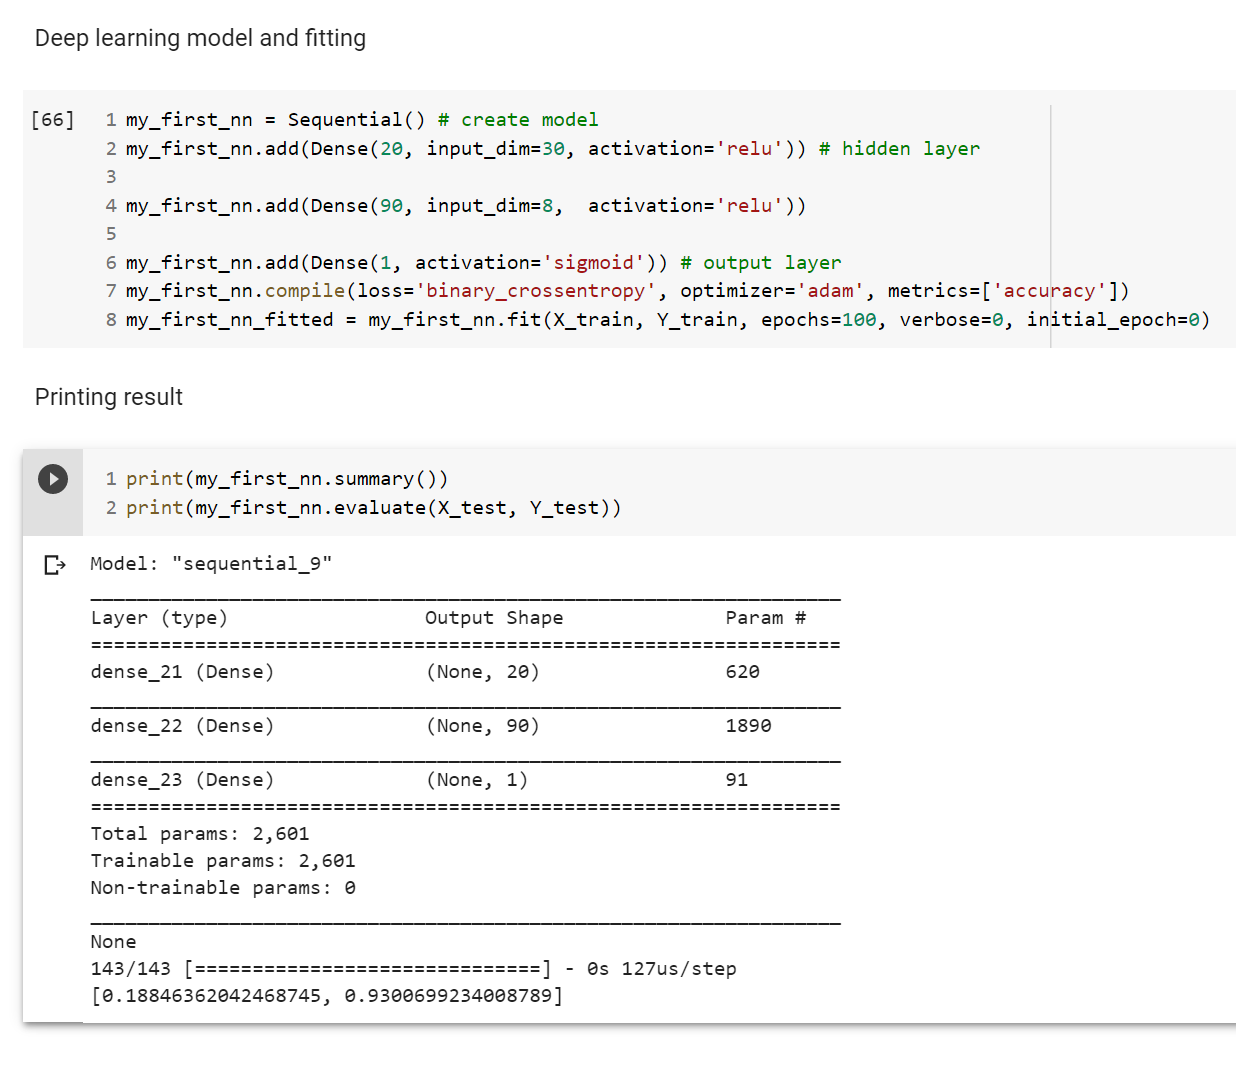 Deep learning model and fitting
[66] 1 my_first_nn = Sequential() # create model
2 my_first_nn.add(Dense(20, input_dim=30, activation='relu')) # hidden layer
3
4 my_first_nn.add(Dense(90, input_dim=8,  activation='relu'))
5
6 my_first_nn.add(Dense(1, activation='sigmoid')) # output layer
7 my_first_nn.compile(loss='binary_crossentropy', optimizer='adam', metrics=['accuracy'])
8 my_first_nn_fitted = my_first_nn.fit(X_train, Y_train, epochs=100, verbose=0, initial_epoch=0)
Printing result
1 print(my_first_nn.summary())
2 print(my_first_nn.evaluate(X_test, Y_test))
Model: "sequential_9"
_________________________________________________________________
Layer (type)                 Output Shape              Param #
=================================================================
dense_21 (Dense)             (None, 20)                620
_________________________________________________________________
dense_22 (Dense)             (None, 90)                1890
_________________________________________________________________
dense_23 (Dense)             (None, 1)                 91
=================================================================
Total params: 2,601
Trainable params: 2,601
Non-trainable params: 0
_________________________________________________________________
None
143/143 [==============================] - 0s 127us/step
[0.18846362042468745, 0.9300699234008789]